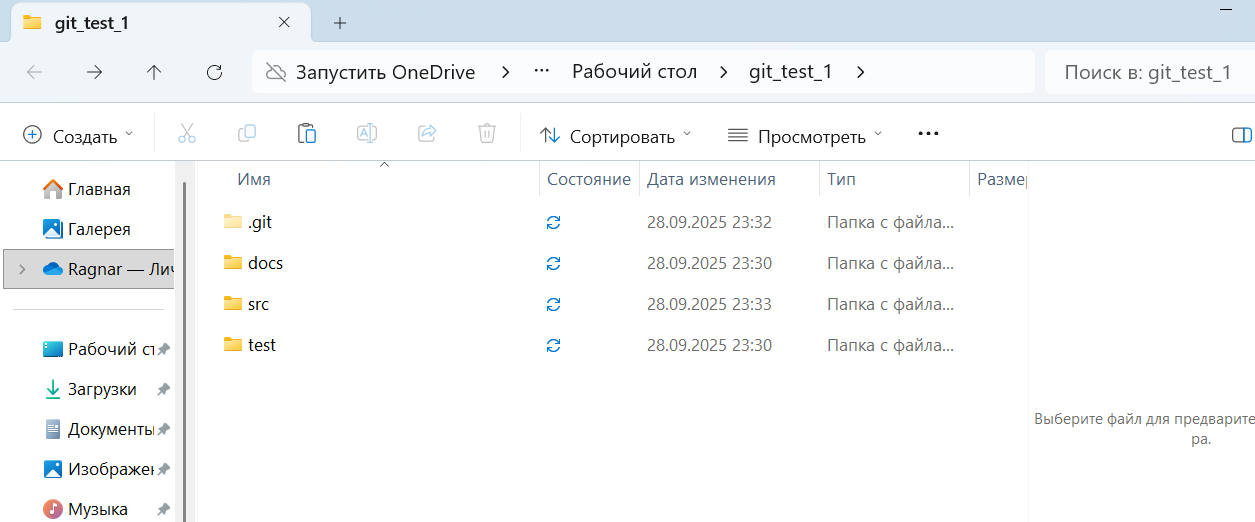 git_test_1
Запустить OneDrive > ... Рабочий стол > git_test_1 >
Поиск в: git_test_1
Создать
Сортировать
Просмотреть
...
Имя Состояние Дата изменения Тип Размер
.git 28.09.2025 23:32 Папка с файла...
docs 28.09.2025 23:30 Папка с файла...
src 28.09.2025 23:33 Папка с файла...
test 28.09.2025 23:30 Папка с файла...
Главная
Галерея
Ragnar — Лич
Рабочий ст
Загрузки
Документы
Изображен
Музыка
Выберите файл для предварите
ра.